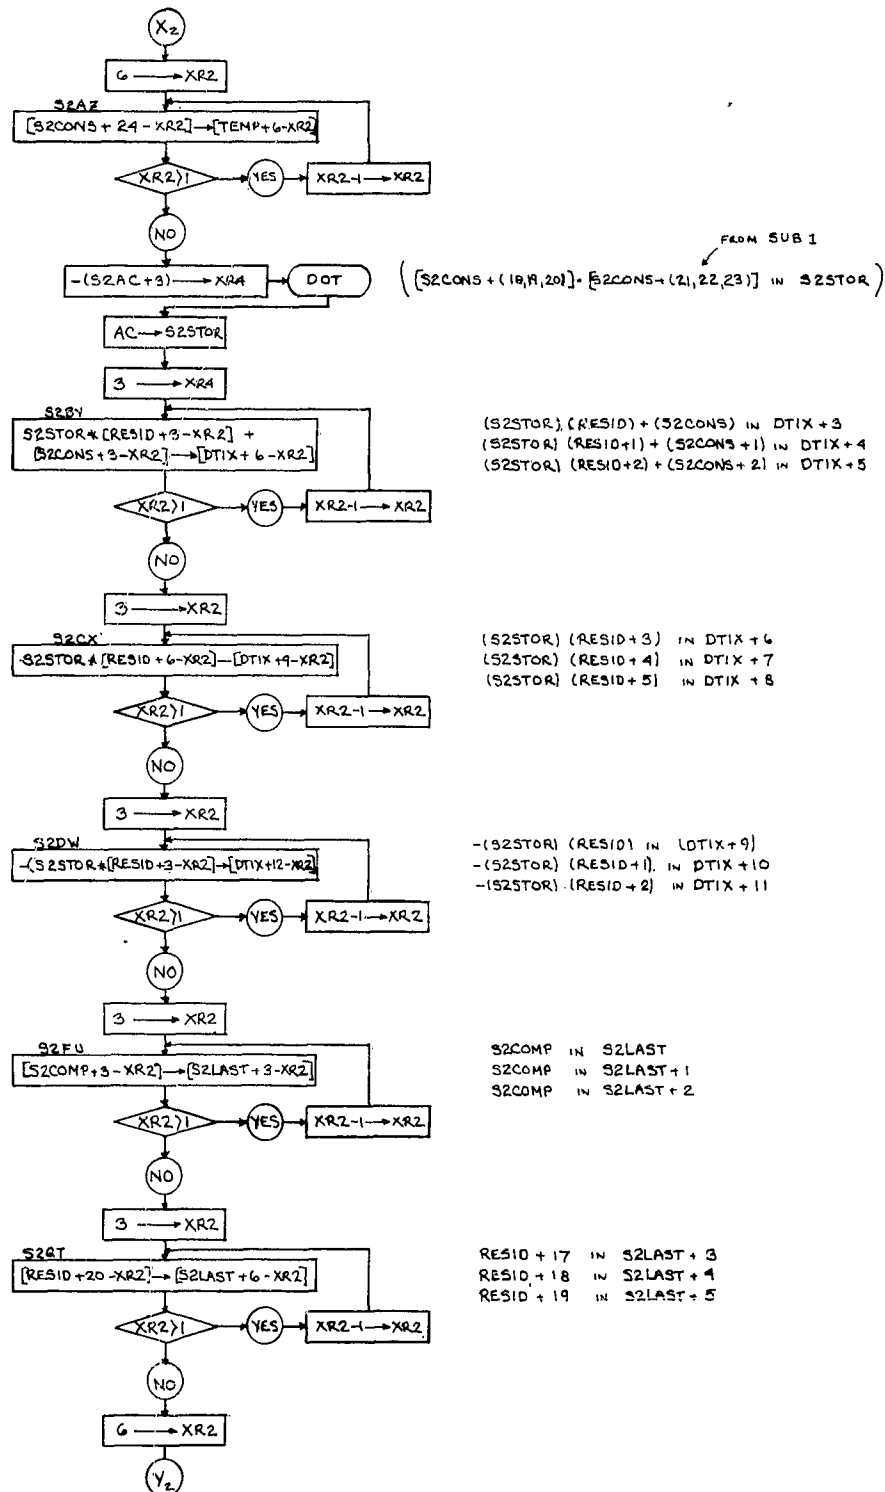 X2
6 → XR2
S2AZ
[S2CONS + 24 - XR2] → [TEMP + 6 - XR2]
XR2>1
YES
XR2-1 → XR2
NO
FROM SUB 1
-(S2AC+3) → XR4
DOT
([S2CONS + (18,19,20)] • [S2CONS + (21,22,23)] IN S2STOR)
AC → S2STOR
3 → XR4
S2BY
S2STOR * [RESID + 3 - XR2] +
[S2CONS + 3 - XR2] → [DTIX + 6 - XR2]
(S2STOR) (RESID) + (S2CONS) IN DTIX + 3
(S2STOR) (RESID+1) + (S2CONS + 1) IN DTIX + 4
(S2STOR) (RESID+2) + (S2CONS + 2) IN DTIX + 5
XR2>1
YES
XR2-1 → XR2
NO
3 → XR2
S2CX
S2STOR * [RESID + 6 - XR2] — [DTIX + 9 - XR2]
(S2STOR) (RESID + 3) IN DTIX + 6
(S2STOR) (RESID + 4) IN DTIX + 7
(S2STOR) (RESID + 5) IN DTIX + 8
XR2>1
YES
XR2-1 → XR2
NO
3 → XR2
S2DW
-(S2STOR * [RESID + 3 - XR2] → [DTIX + 12 - XR2]
-(S2STOR) (RESID) IN (DTIX+9)
-(S2STOR) (RESID+1) IN DTIX + 10
-(S2STOR) (RESID + 2) IN DTIX + 11
XR2>1
YES
XR2-1 → XR2
NO
3 → XR2
S2FU
[S2COMP + 3 - XR2] → [S2LAST + 3 - XR2]
S2COMP IN S2LAST
S2COMP IN S2LAST + 1
S2COMP IN S2LAST + 2
XR2>1
YES
XR2-1 → XR2
NO
3 → XR2
S2QT
[RESID + 20 - XR2] → [S2LAST + 6 - XR2]
RESID + 17 IN S2LAST + 3
RESID + 18 IN S2LAST + 4
RESID + 19 IN S2LAST + 5
XR2>1
YES
XR2-1 → XR2
NO
6 → XR2
Y2